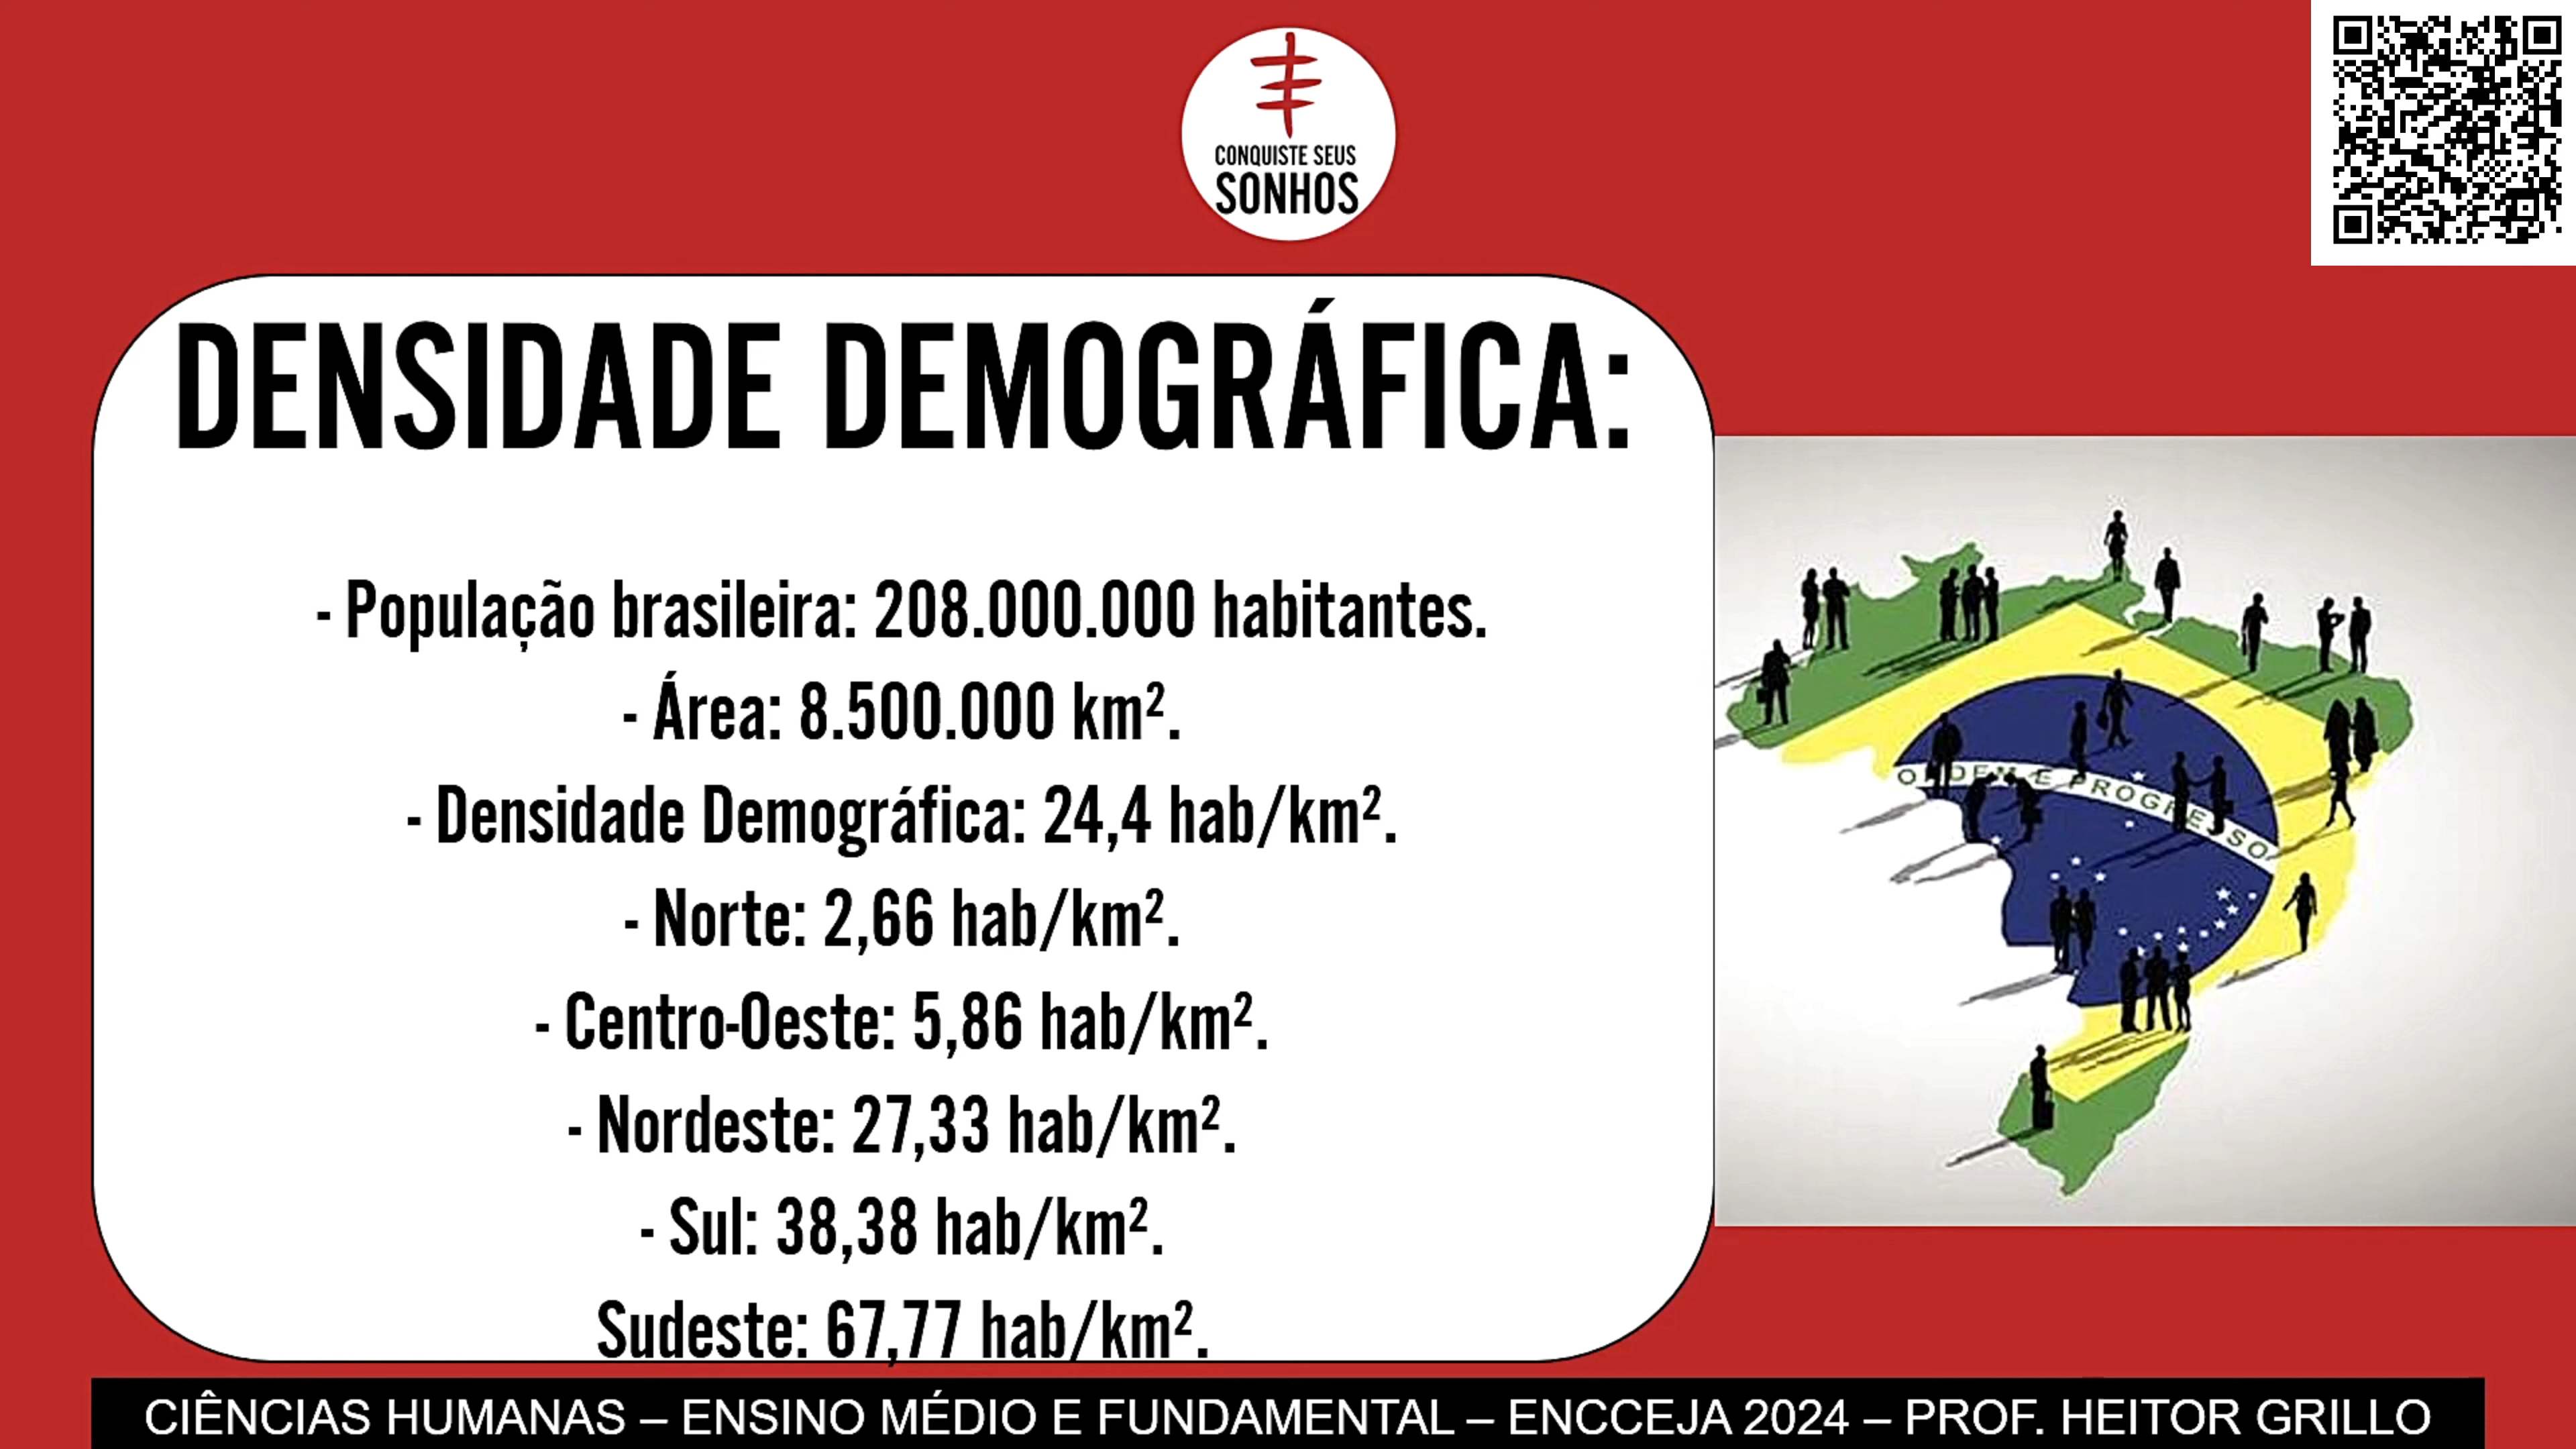 CONQUISTE SEUS
SONHOS
DENSIDADE DEMOGRÁFICA:
- População brasileira: 208.000.000 habitantes.
- Área: 8.500.000 km².
- Densidade Demográfica: 24,4 hab/km².
- Norte: 2,66 hab/km².
- Centro-Oeste: 5,86 hab/km².
- Nordeste: 27,33 hab/km².
- Sul: 38,38 hab/km².
Sudeste: 67,77 hab/km².
ORDEM E PROGRESSO
CIÊNCIAS HUMANAS – ENSINO MÉDIO E FUNDAMENTAL – ENCCEJA 2024 – PROF. HEITOR GRILLO